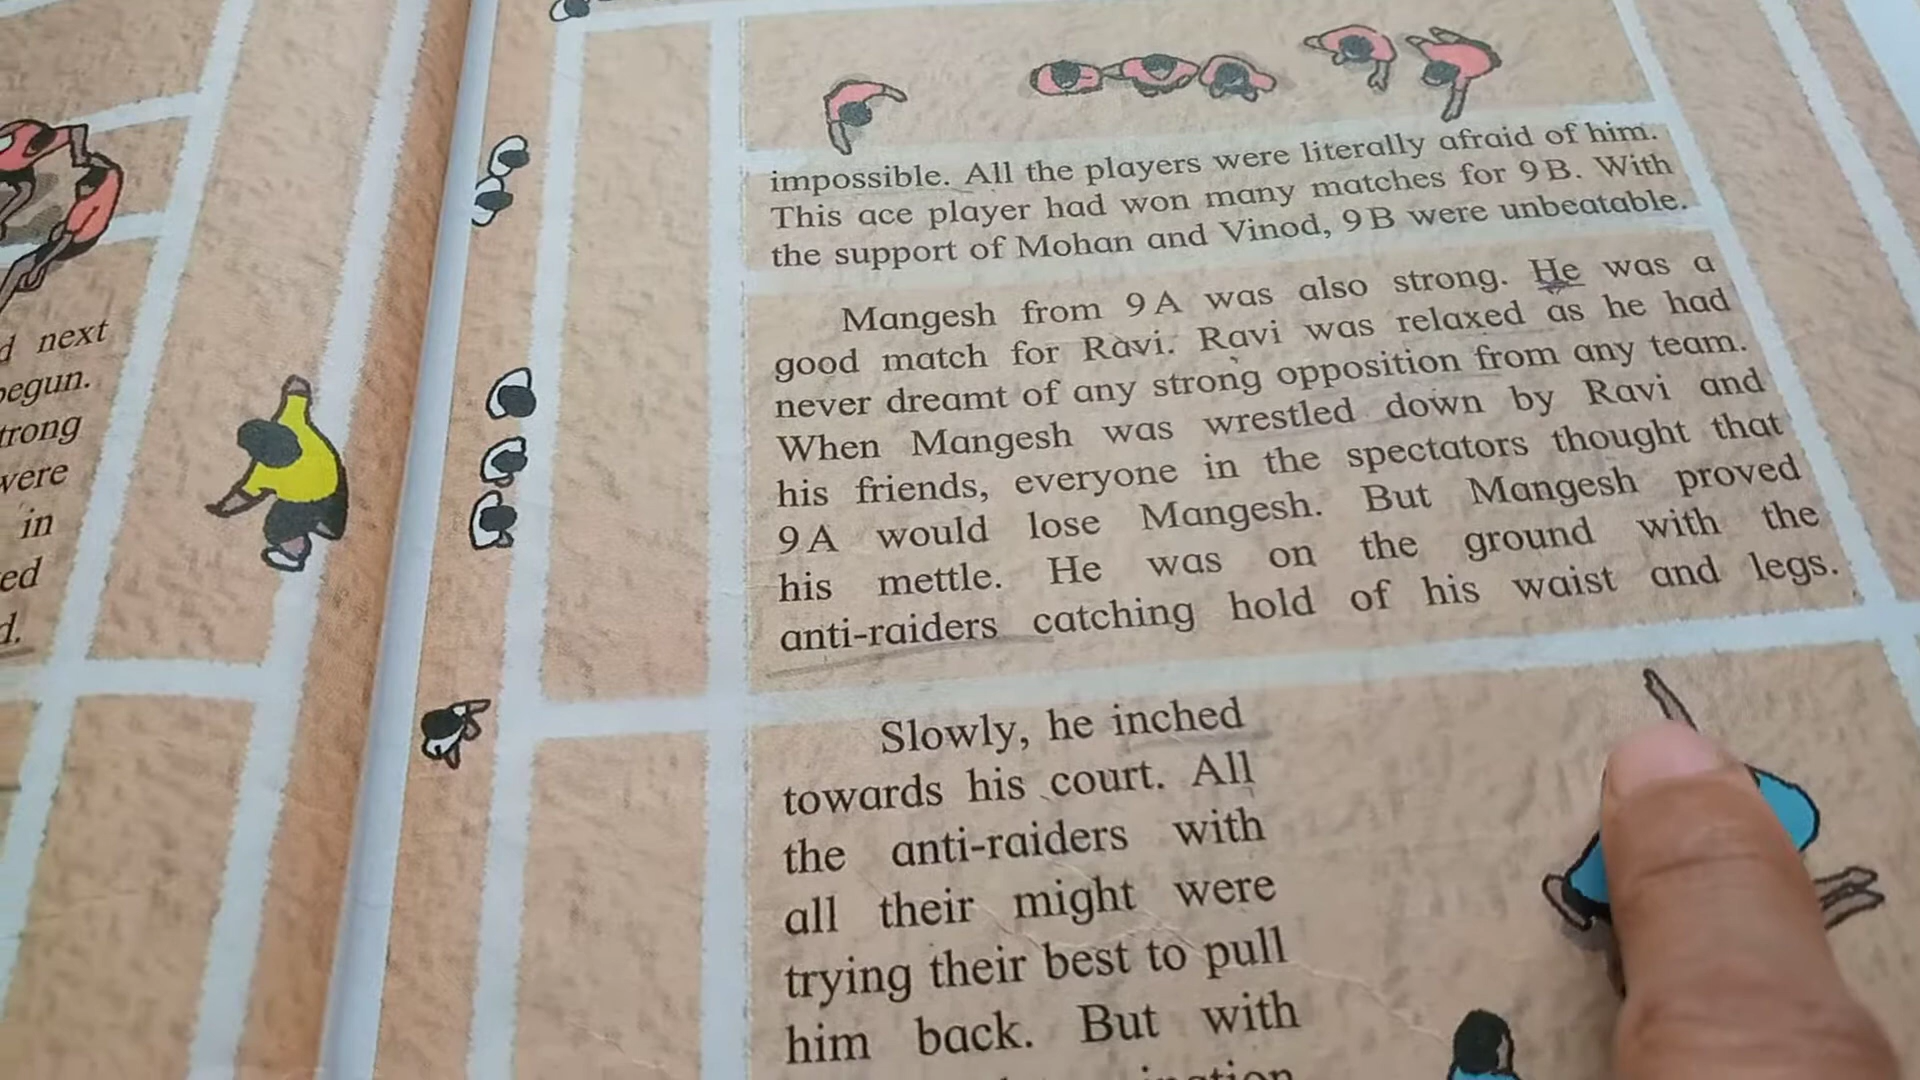 next
begun.
were
in
impossible. All the players were literally afraid of him.
This ace player had won many matches for 9 B. With
the support of Mohan and Vinod, 9 B were unbeatable.
Mangesh from 9 A was also strong. He was a
good match for Ravi. Ravi was relaxed as he had
never dreamt of any strong opposition from any team.
When Mangesh was wrestled down by Ravi and
his friends, everyone in the spectators thought that
9 A would lose Mangesh. But Mangesh proved
his mettle. He was on the ground with the
anti-raiders catching hold of his waist and legs.
Slowly, he inched
towards his court. All
the anti-raiders with
all their might were
trying their best to pull
him back. But with